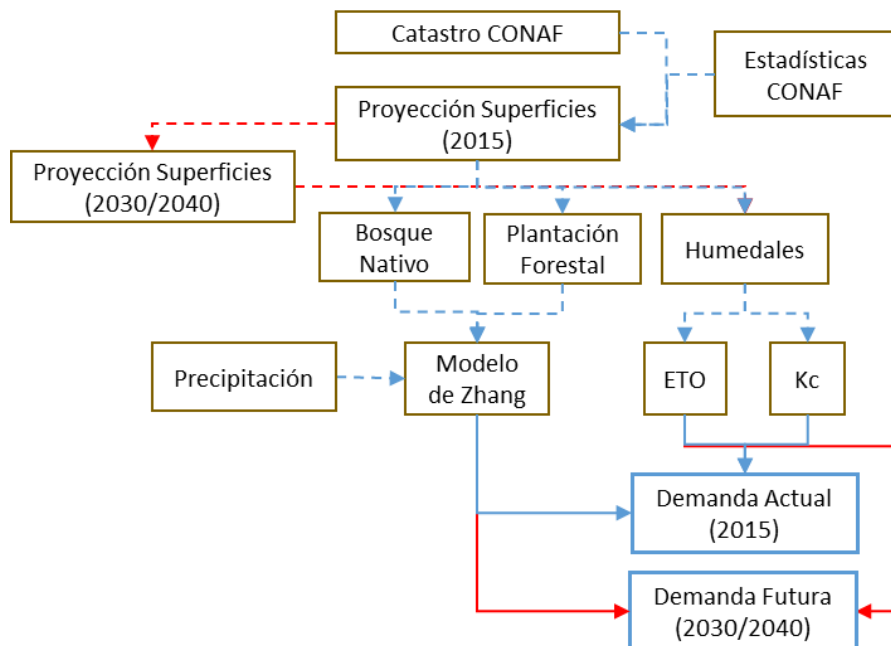 Catastro CONAF
Estadísticas
CONAF
Proyección Superficies
(2015)
Proyección Superficies
(2030/2040)
Bosque
Nativo
Plantación
Forestal
Humedales
Precipitación
Modelo
de Zhang
ETO
Kc
Demanda Actual
(2015)
Demanda Futura
(2030/2040)